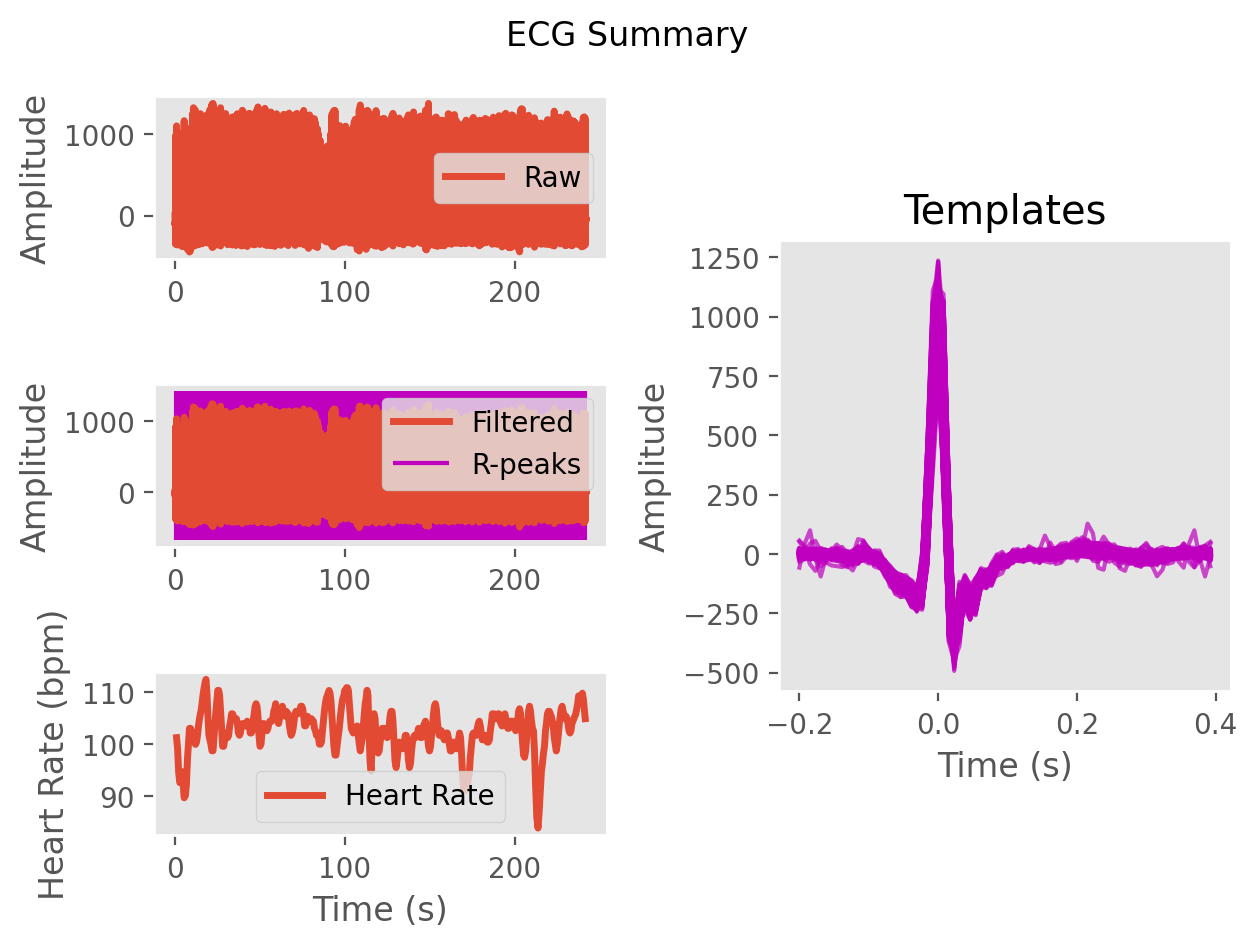 ECG Summary
Amplitude
1000
0
Raw
0 100 200
Amplitude
1000
0
Filtered
R-peaks
0 100 200
Heart Rate (bpm)
110
100
90
Heart Rate
0 100 200
Time (s)
Templates
Amplitude
1250
1000
750
500
250
0
−250
−500
−0.2 0.0 0.2 0.4
Time (s)